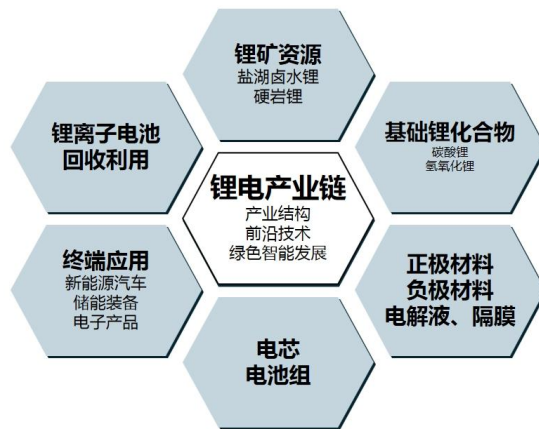 锂矿资源
盐湖卤水锂
硬岩锂
锂离子电池
回收利用
基础锂化合物
碳酸锂
氢氧化锂
锂电产业链
产业结构
前沿技术
绿色智能发展
终端应用
新能源汽车
储能装备
电子产品
正极材料
负极材料
电解液、隔膜
电芯
电池组